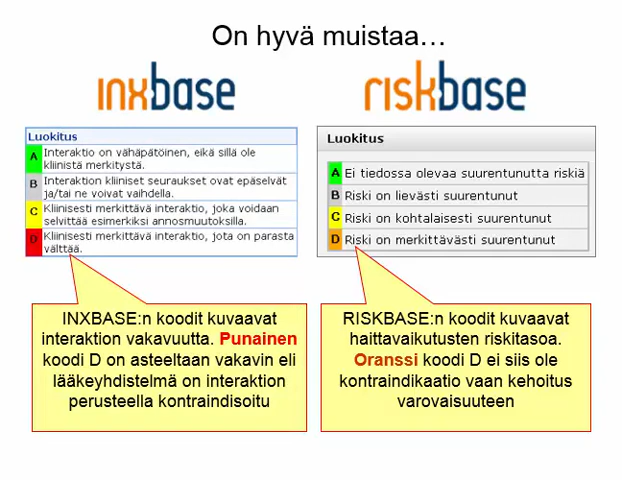 On hyvä muistaa…
inxbase
riskbase
Luokitus
A Interaktio on vähäpätöinen, eikä sillä ole
kliinistä merkitystä.
B Interaktion kliiniset seuraukset ovat epäselvät
ja/tai ne voivat vaihdella.
C Kliinisesti merkittävä interaktio, joka voidaan
selvittää esimerkiksi annosmuutoksilla.
D Kliinisesti merkittävä interaktio, jota on parasta
välttää.
Luokitus
A Ei tiedossa olevaa suurentunutta riskiä
B Riski on lievästi suurentunut
C Riski on kohtalaisesti suurentunut
D Riski on merkittävästi suurentunut
INXBASE:n koodit kuvaavat
interaktion vakavuutta. Punainen
koodi D on asteeltaan vakavin eli
lääkeyhdistelmä on interaktion
perusteella kontraindisoitu
RISKBASE:n koodit kuvaavat
haittavaikutusten riskitasoa.
Oranssi koodi D ei siis ole
kontraindikaatio vaan kehoitus
varovaisuuteen